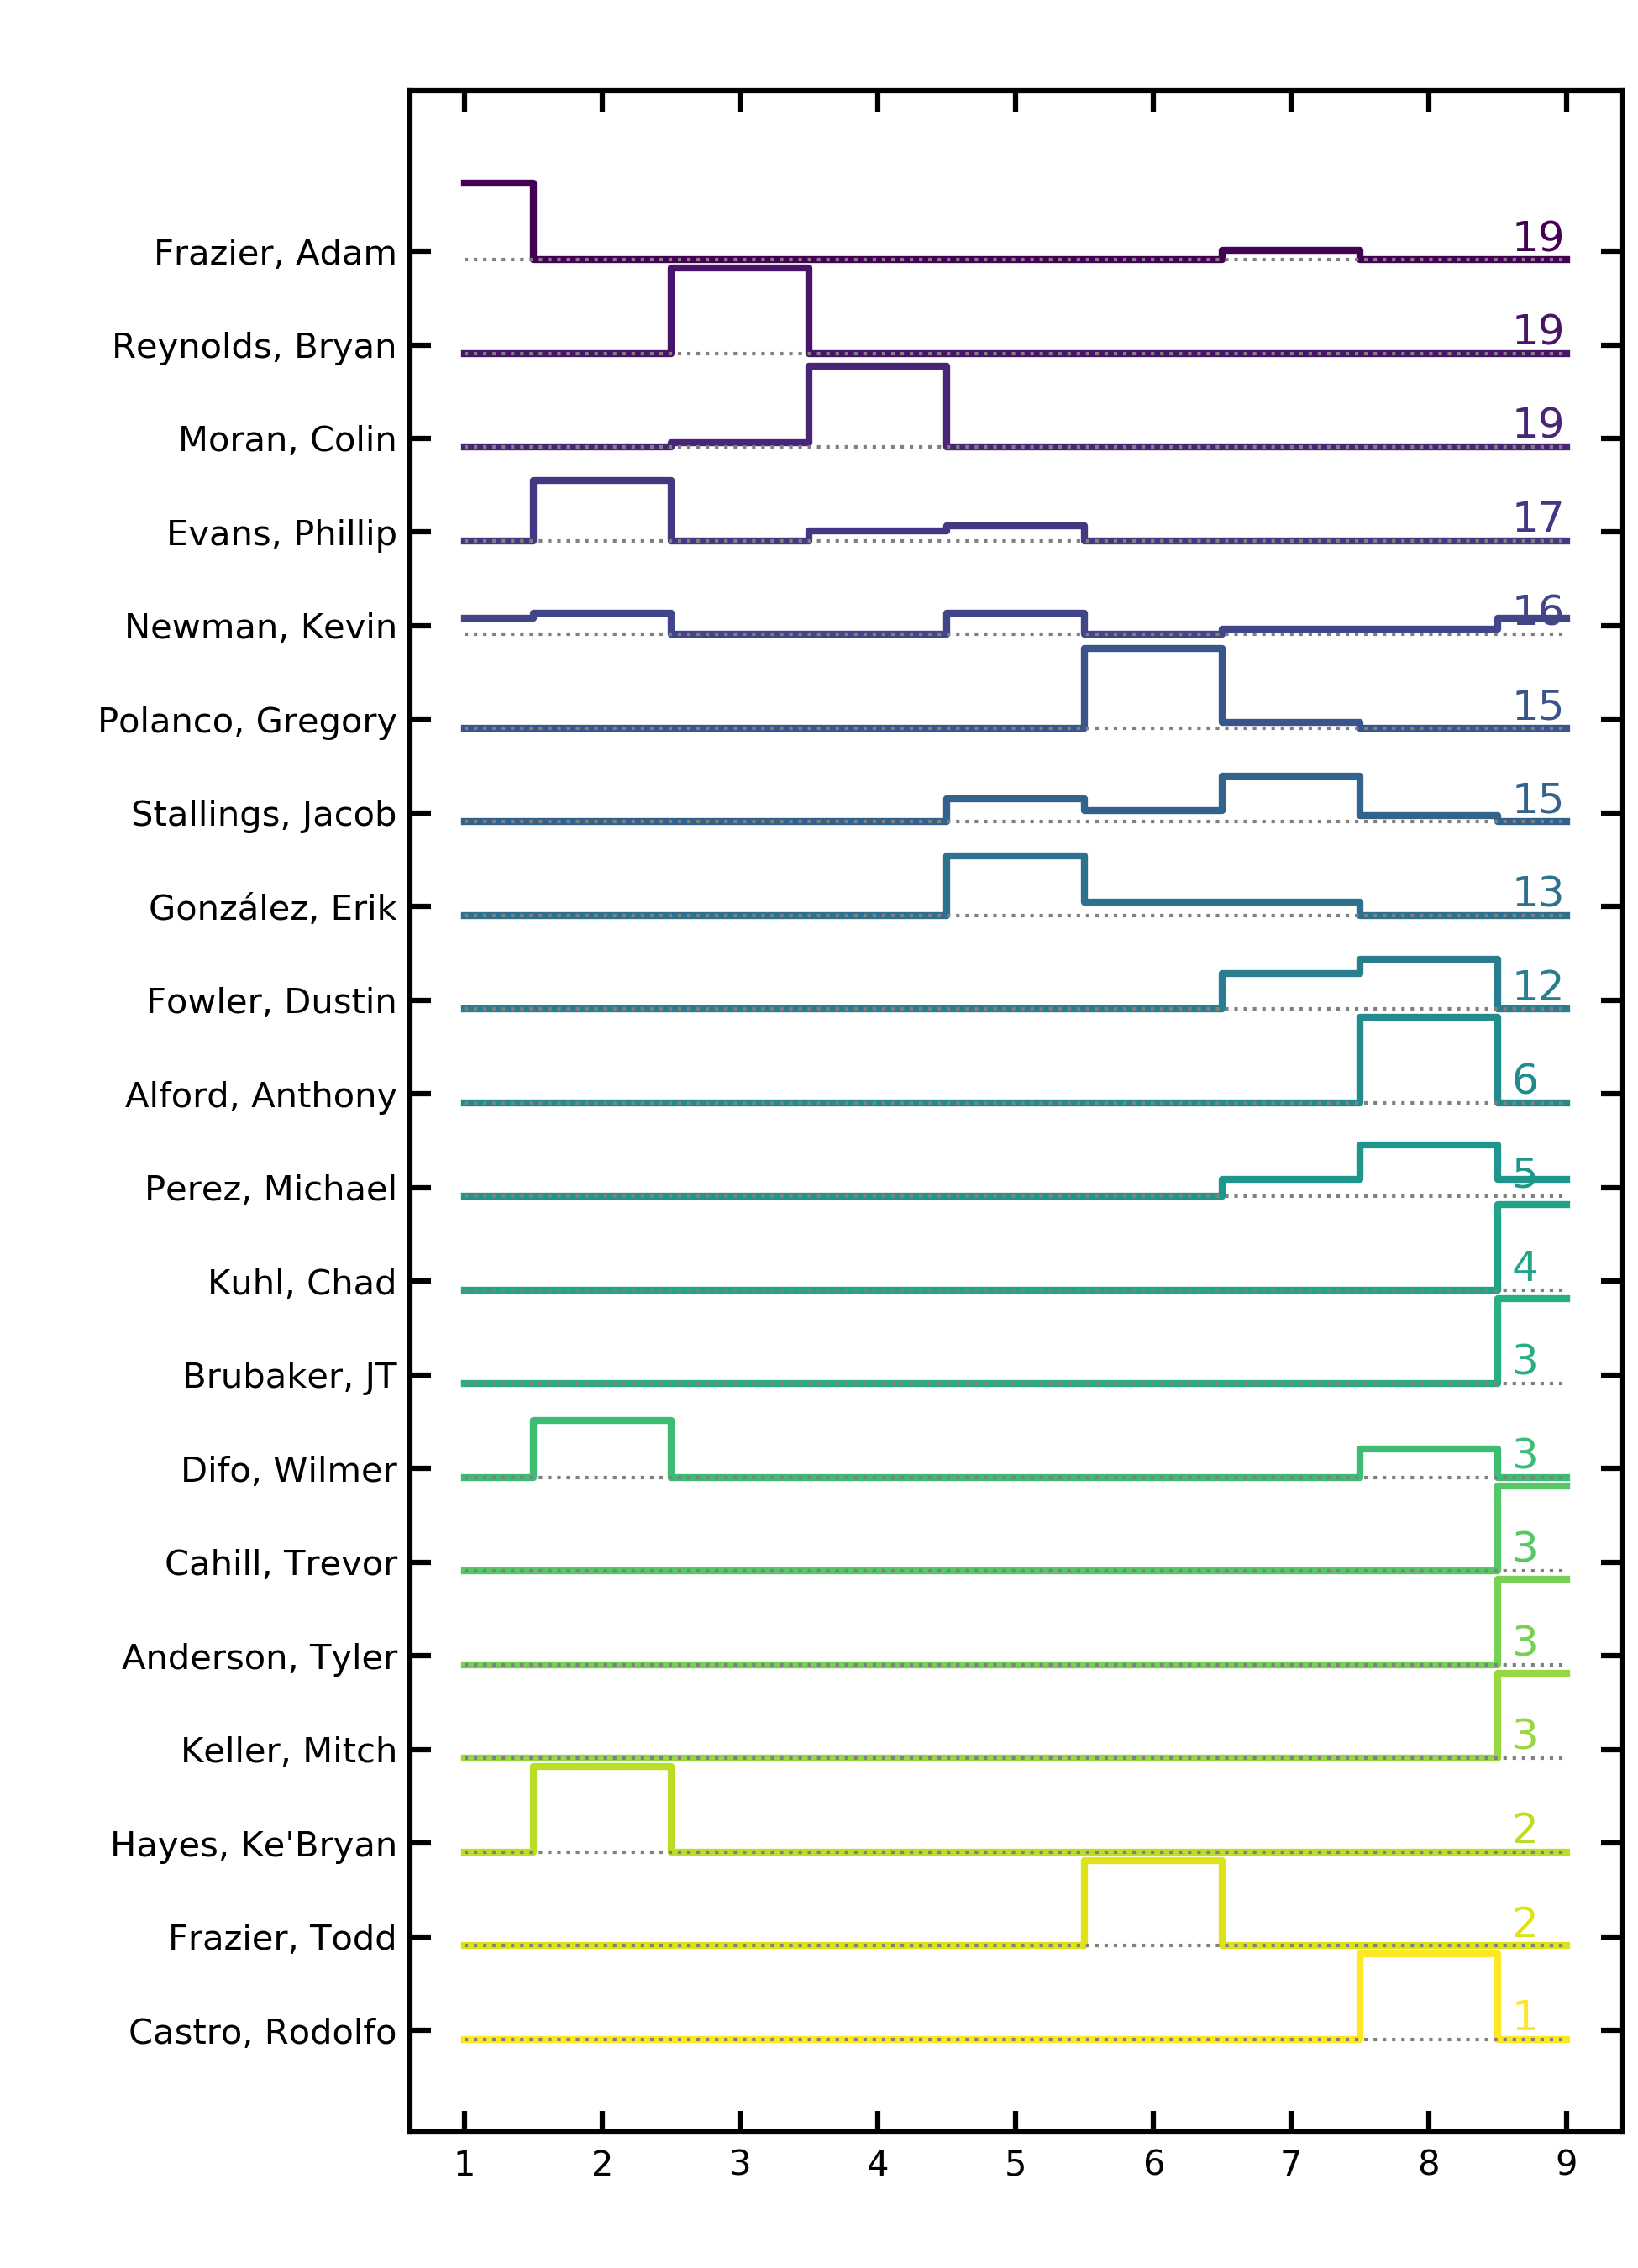 Frazier, Adam 19
Reynolds, Bryan 19
Moran, Colin 19
Evans, Phillip 17
Newman, Kevin 16
Polanco, Gregory 15
Stallings, Jacob 15
González, Erik 13
Fowler, Dustin 12
Alford, Anthony 6
Perez, Michael 5
Kuhl, Chad 4
Brubaker, JT 3
Difo, Wilmer 3
Cahill, Trevor 3
Anderson, Tyler 3
Keller, Mitch 3
Hayes, Ke'Bryan 2
Frazier, Todd 2
Castro, Rodolfo 1
1 2 3 4 5 6 7 8 9